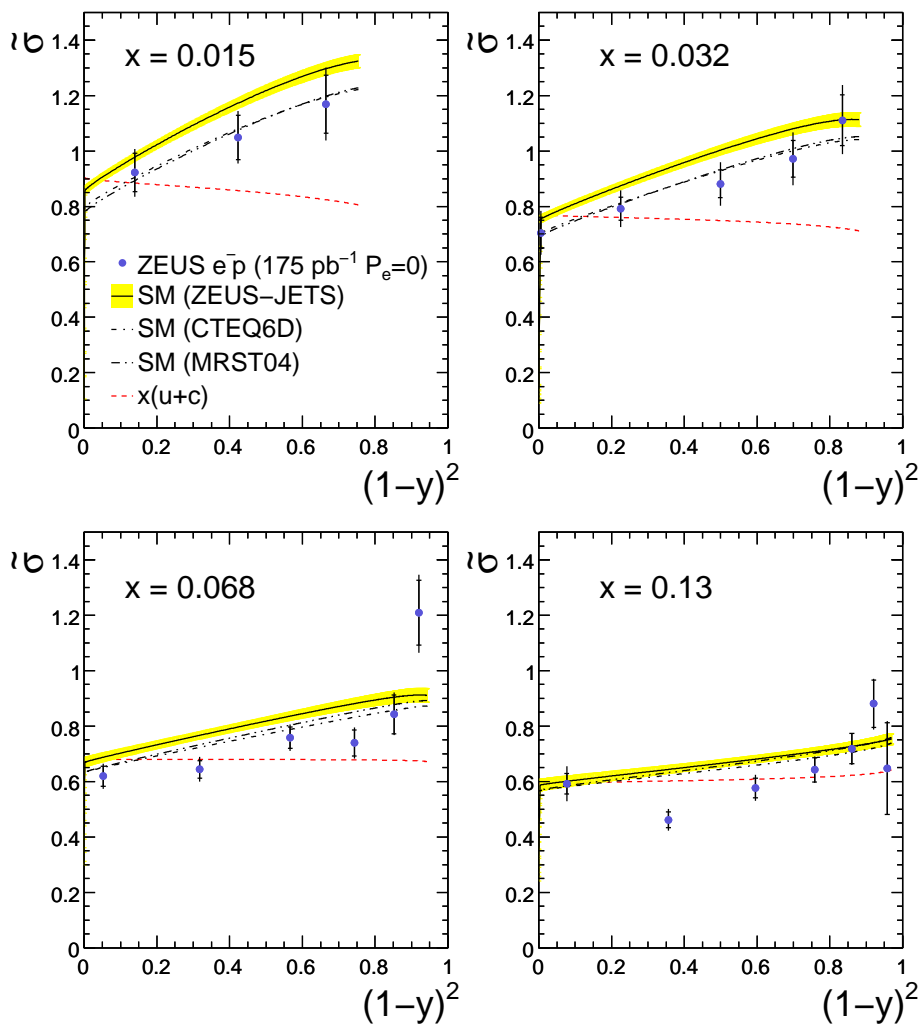 σ̃
x = 0.015
1.4
1.2
1
0.8
0.6
0.4
0.2
0
ZEUS e⁻p (175 pb⁻¹ Pₑ=0)
SM (ZEUS−JETS)
SM (CTEQ6D)
SM (MRST04)
x(u+c)
0 0.2 0.4 0.6 0.8 1
(1−y)²
σ̃
x = 0.032
1.4
1.2
1
0.8
0.6
0.4
0.2
0
0 0.2 0.4 0.6 0.8 1
(1−y)²
σ̃
x = 0.068
1.4
1.2
1
0.8
0.6
0.4
0.2
0
0 0.2 0.4 0.6 0.8 1
(1−y)²
σ̃
x = 0.13
1.4
1.2
1
0.8
0.6
0.4
0.2
0
0 0.2 0.4 0.6 0.8 1
(1−y)²